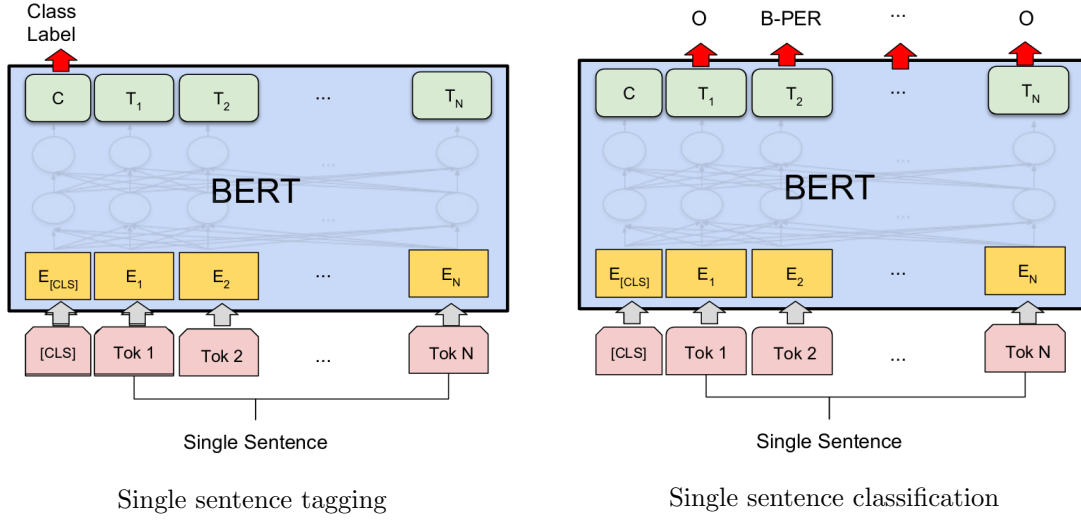 Class
Label
C T1 T2 ... TN
...
BERT
...
E[CLS] E1 E2 ... EN
[CLS] Tok 1 Tok 2 ... Tok N
Single Sentence
Single sentence tagging
O B-PER ... O
C T1 T2 ... TN
...
BERT
...
E[CLS] E1 E2 ... EN
[CLS] Tok 1 Tok 2 ... Tok N
Single Sentence
Single sentence classification